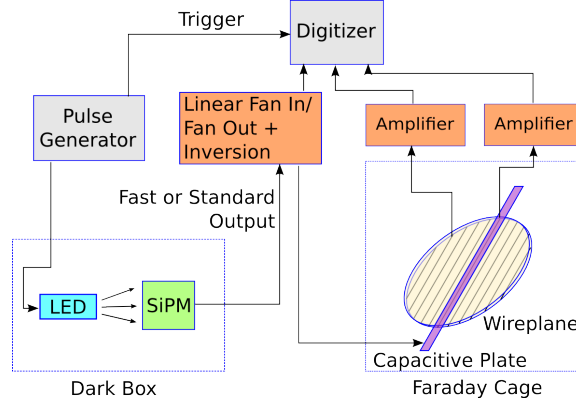 Trigger
Digitizer
Pulse
Generator
Linear Fan In/
Fan Out +
Inversion
Amplifier
Amplifier
Fast or Standard
Output
LED
SiPM
Wireplane
Capacitive Plate
Dark Box
Faraday Cage